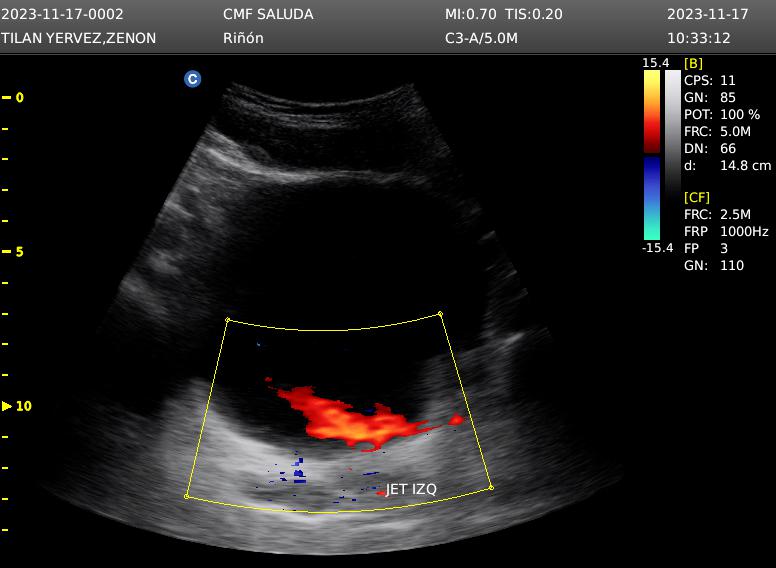 2023-11-17-0002 CMF SALUDA MI:0.70 TIS:0.20 2023-11-17
TILAN YERVEZ,ZENON Riñón C3-A/5.0M 10:33:12
C
15.4 [B]
CPS: 11
GN: 85
POT: 100 %
FRC: 5.0M
DN: 66
d: 14.8 cm
[CF]
FRC: 2.5M
FRP 1000Hz
-15.4 FP 3
GN: 110
0
5
10
JET IZQ